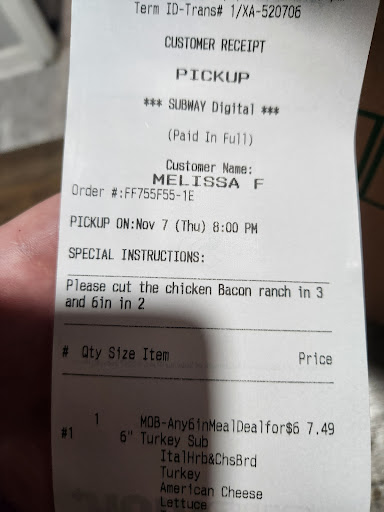 Term ID-Trans# 1/XA-520706
CUSTOMER RECEIPT
PICKUP
*** SUBWAY Digital ***
(Paid In Full)
Customer Name:
MELISSA F
Order #:FF755F55-1E
PICKUP ON:Nov 7 (Thu) 8:00 PM
SPECIAL INSTRUCTIONS:
Please cut the chicken Bacon ranch in 3
and 6in in 2
# Qty Size Item Price
1 MOB-Any6inMealDealfor$6 7.49
#1 6" Turkey Sub
ItalHrb&ChsBrd
Turkey
American Cheese
Lettuce